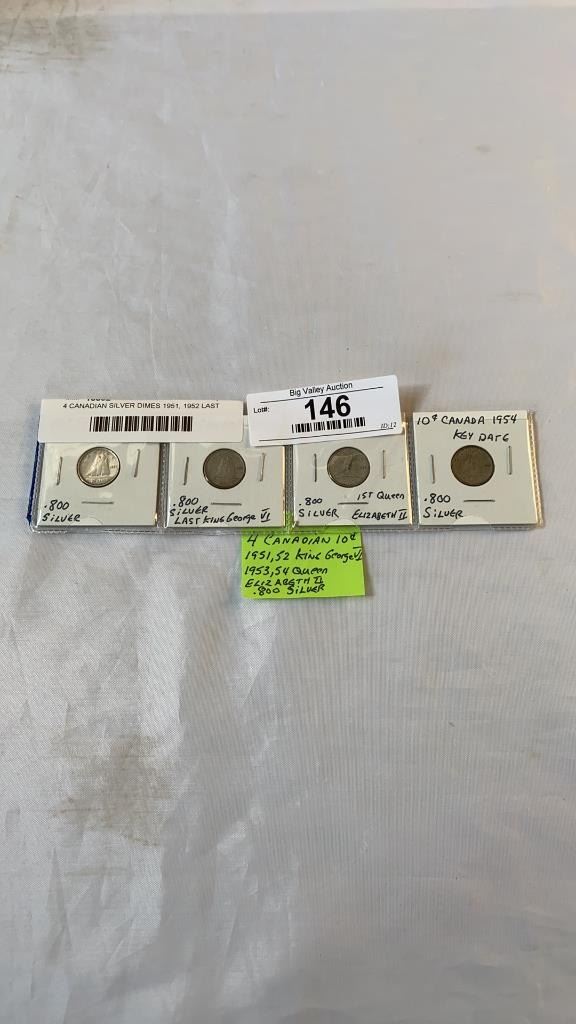 4 CANADIAN SILVER DIMES 1951, 1952 LAST
Big Valley Auction
Lot#:
146
ID:12
10¢ CANADA 1954
KEY DATE
.800
SILVER
.800
SILVER
LAST KING George VI
.800
SILVER
1ST Queen
ELIZABETH II
.800
SILVER
4 CANADIAN 10¢
1951,52 KING George VI
1953,54 Queen
ELIZABETH II
.800 SILVER